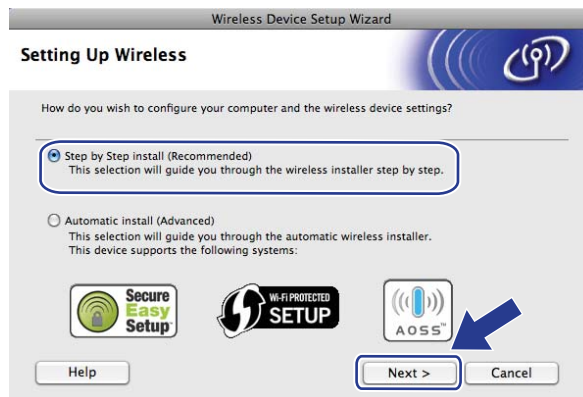 Wireless Device Setup Wizard
Setting Up Wireless
How do you wish to configure your computer and the wireless device settings?
Step by Step install (Recommended)
This selection will guide you through the wireless installer step by step.
Automatic install (Advanced)
This selection will guide you through the automatic wireless installer.
This device supports the following systems:
Secure
Easy
Setup
Wi-Fi PROTECTED
SETUP
AOSS™
Help
Next >
Cancel